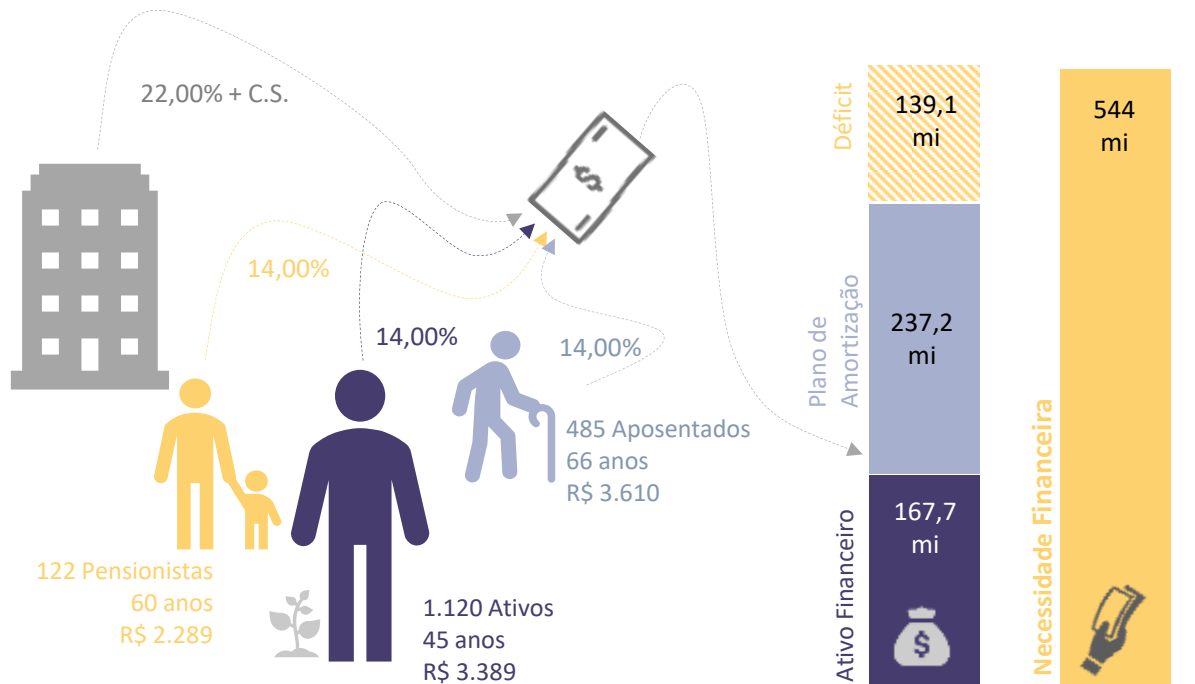 22,00% + C.S.
14,00%
14,00%
14,00%
122 Pensionistas
60 anos
R$ 2.289
1.120 Ativos
45 anos
R$ 3.389
485 Aposentados
66 anos
R$ 3.610
$
Déficit
139,1
mi
Plano de
Amortização
237,2
mi
Ativo Financeiro
167,7
mi
$
Necessidade Financeira
544
mi